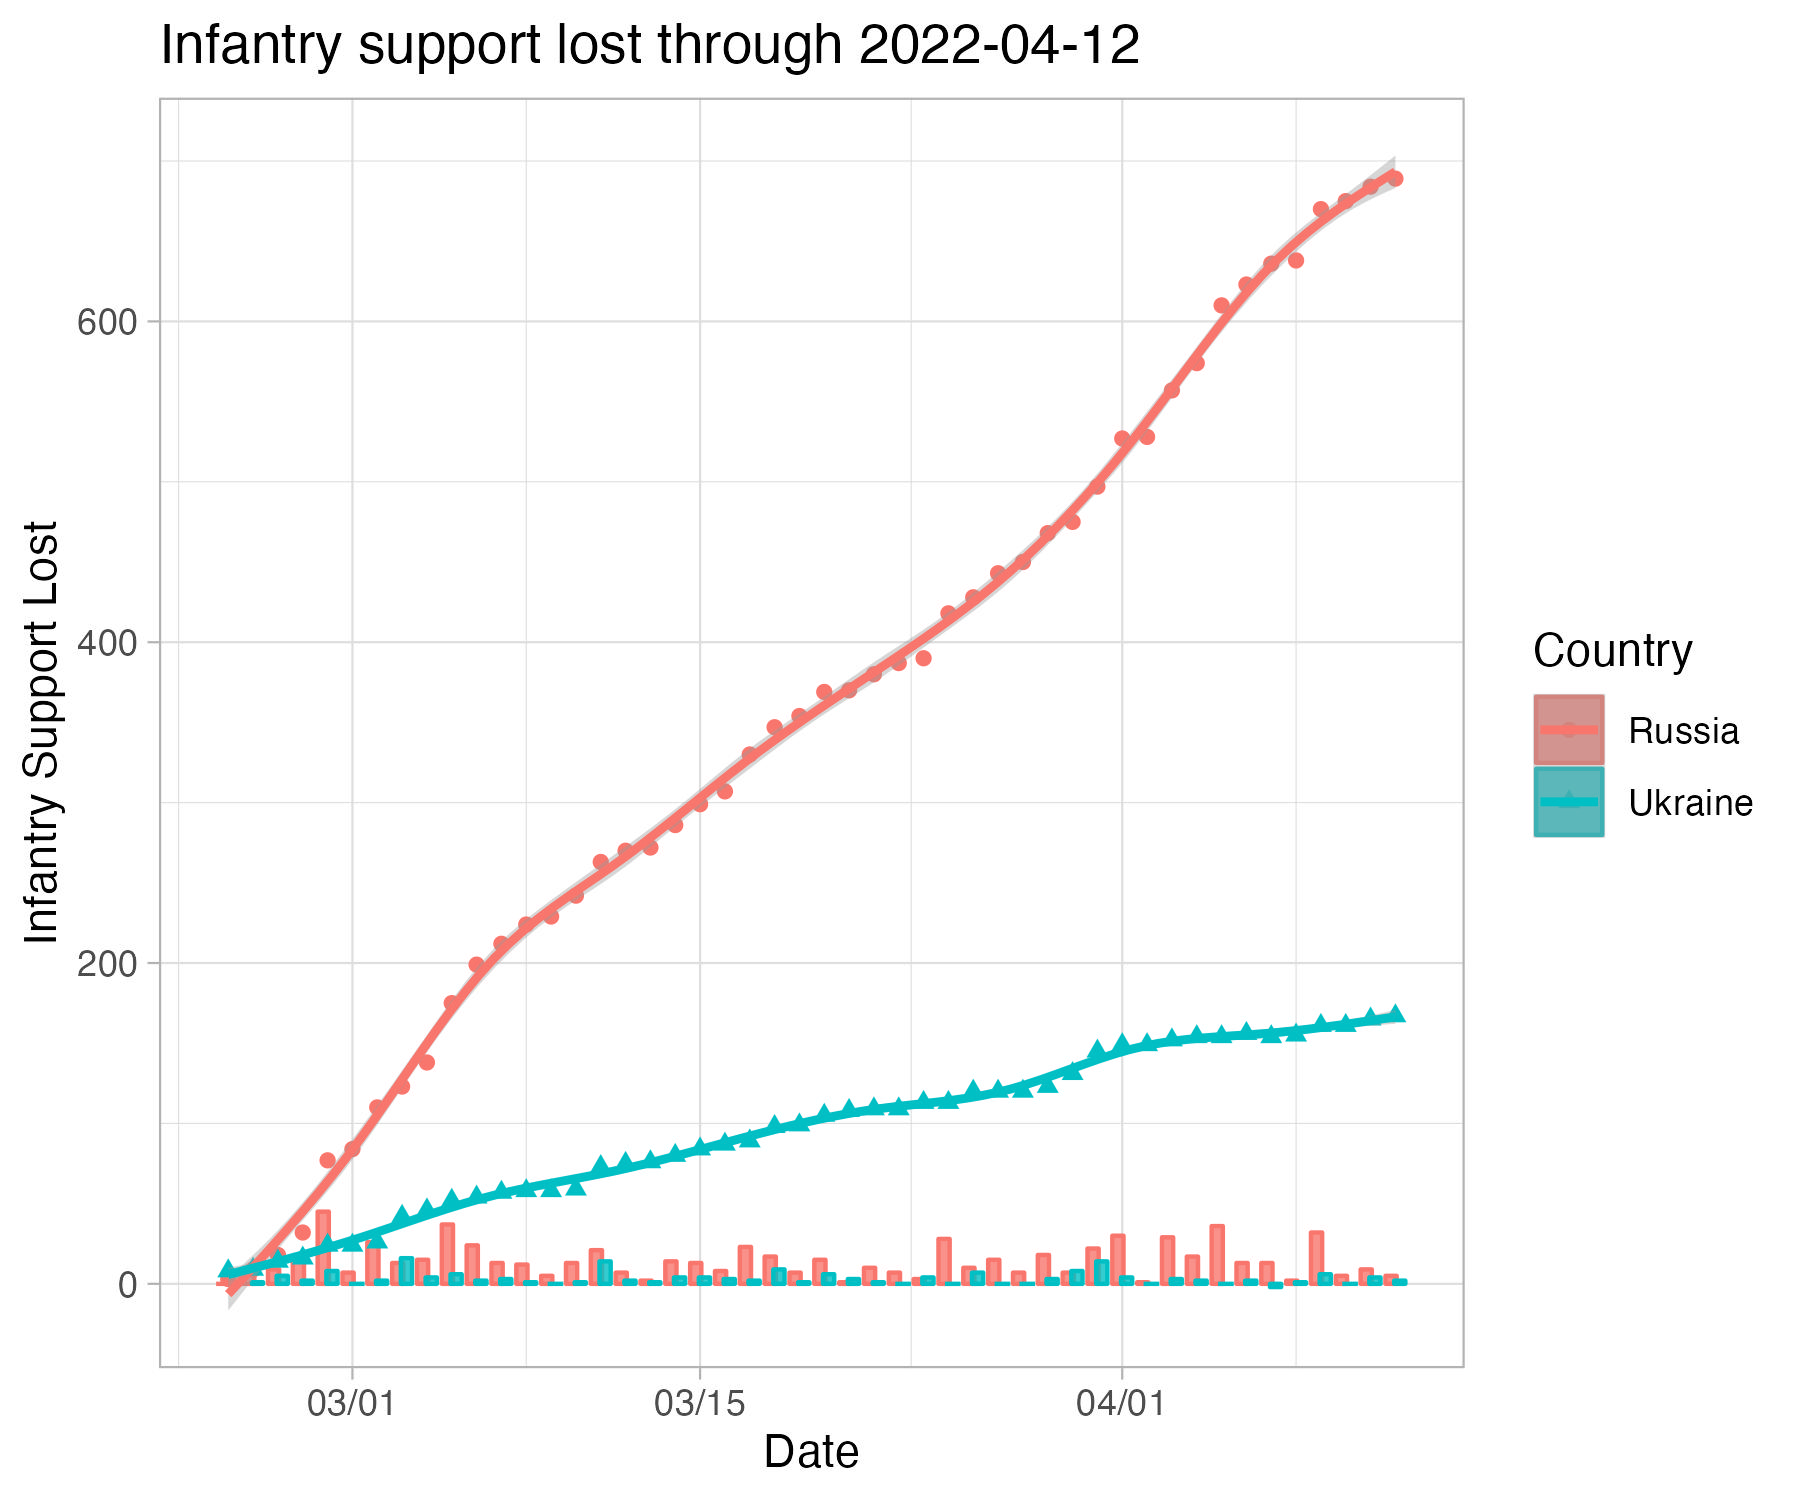 Infantry support lost through 2022-04-12
Infantry Support Lost
600
400
200
0
03/01 03/15 04/01
Date
Country
Russia
Ukraine